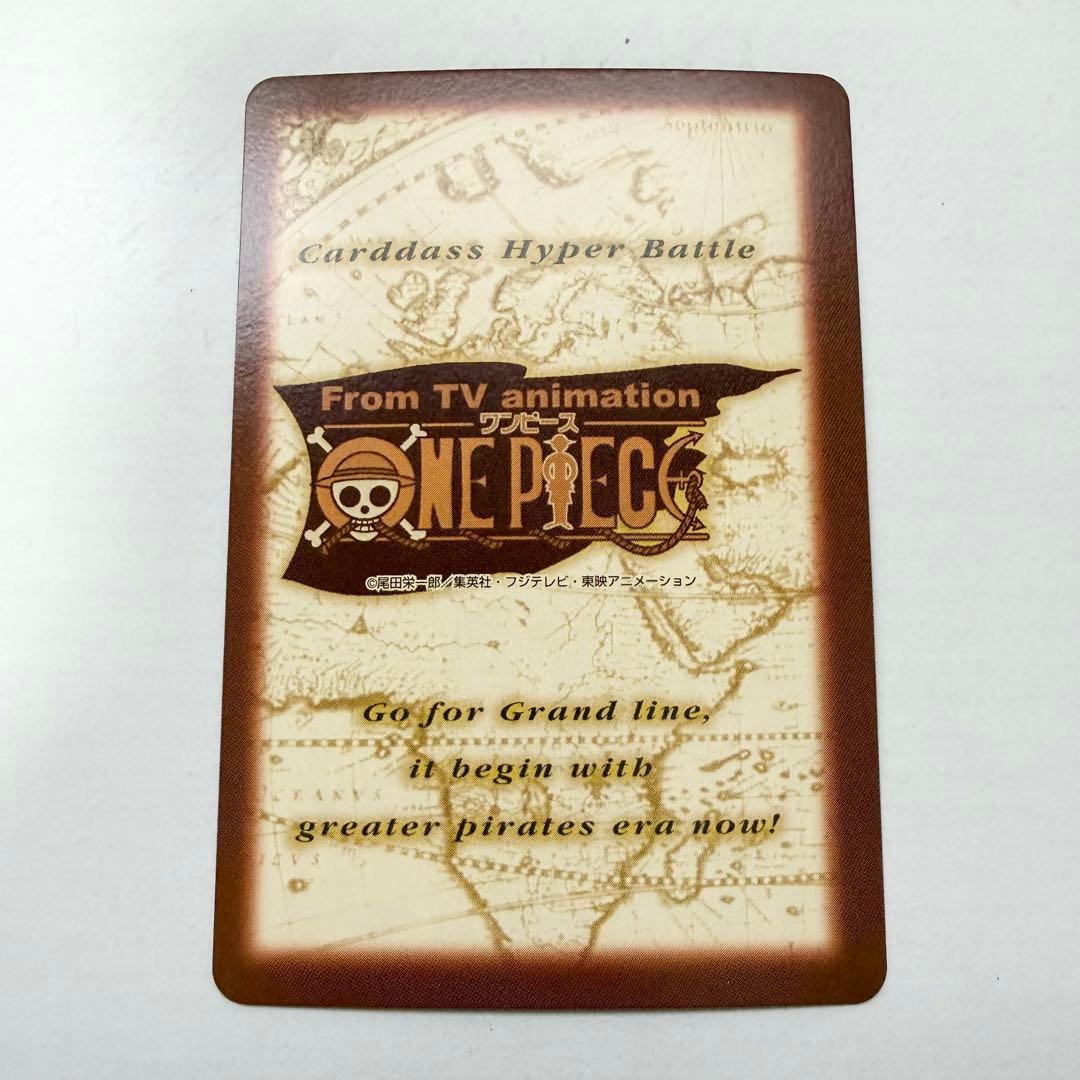 Septentrio
Carddass Hyper Battle
From TV animation
ワンピース
ONE PIECE
©尾田栄一郎／集英社・フジテレビ・東映アニメーション
Go for Grand line,
it begin with
greater pirates era now!